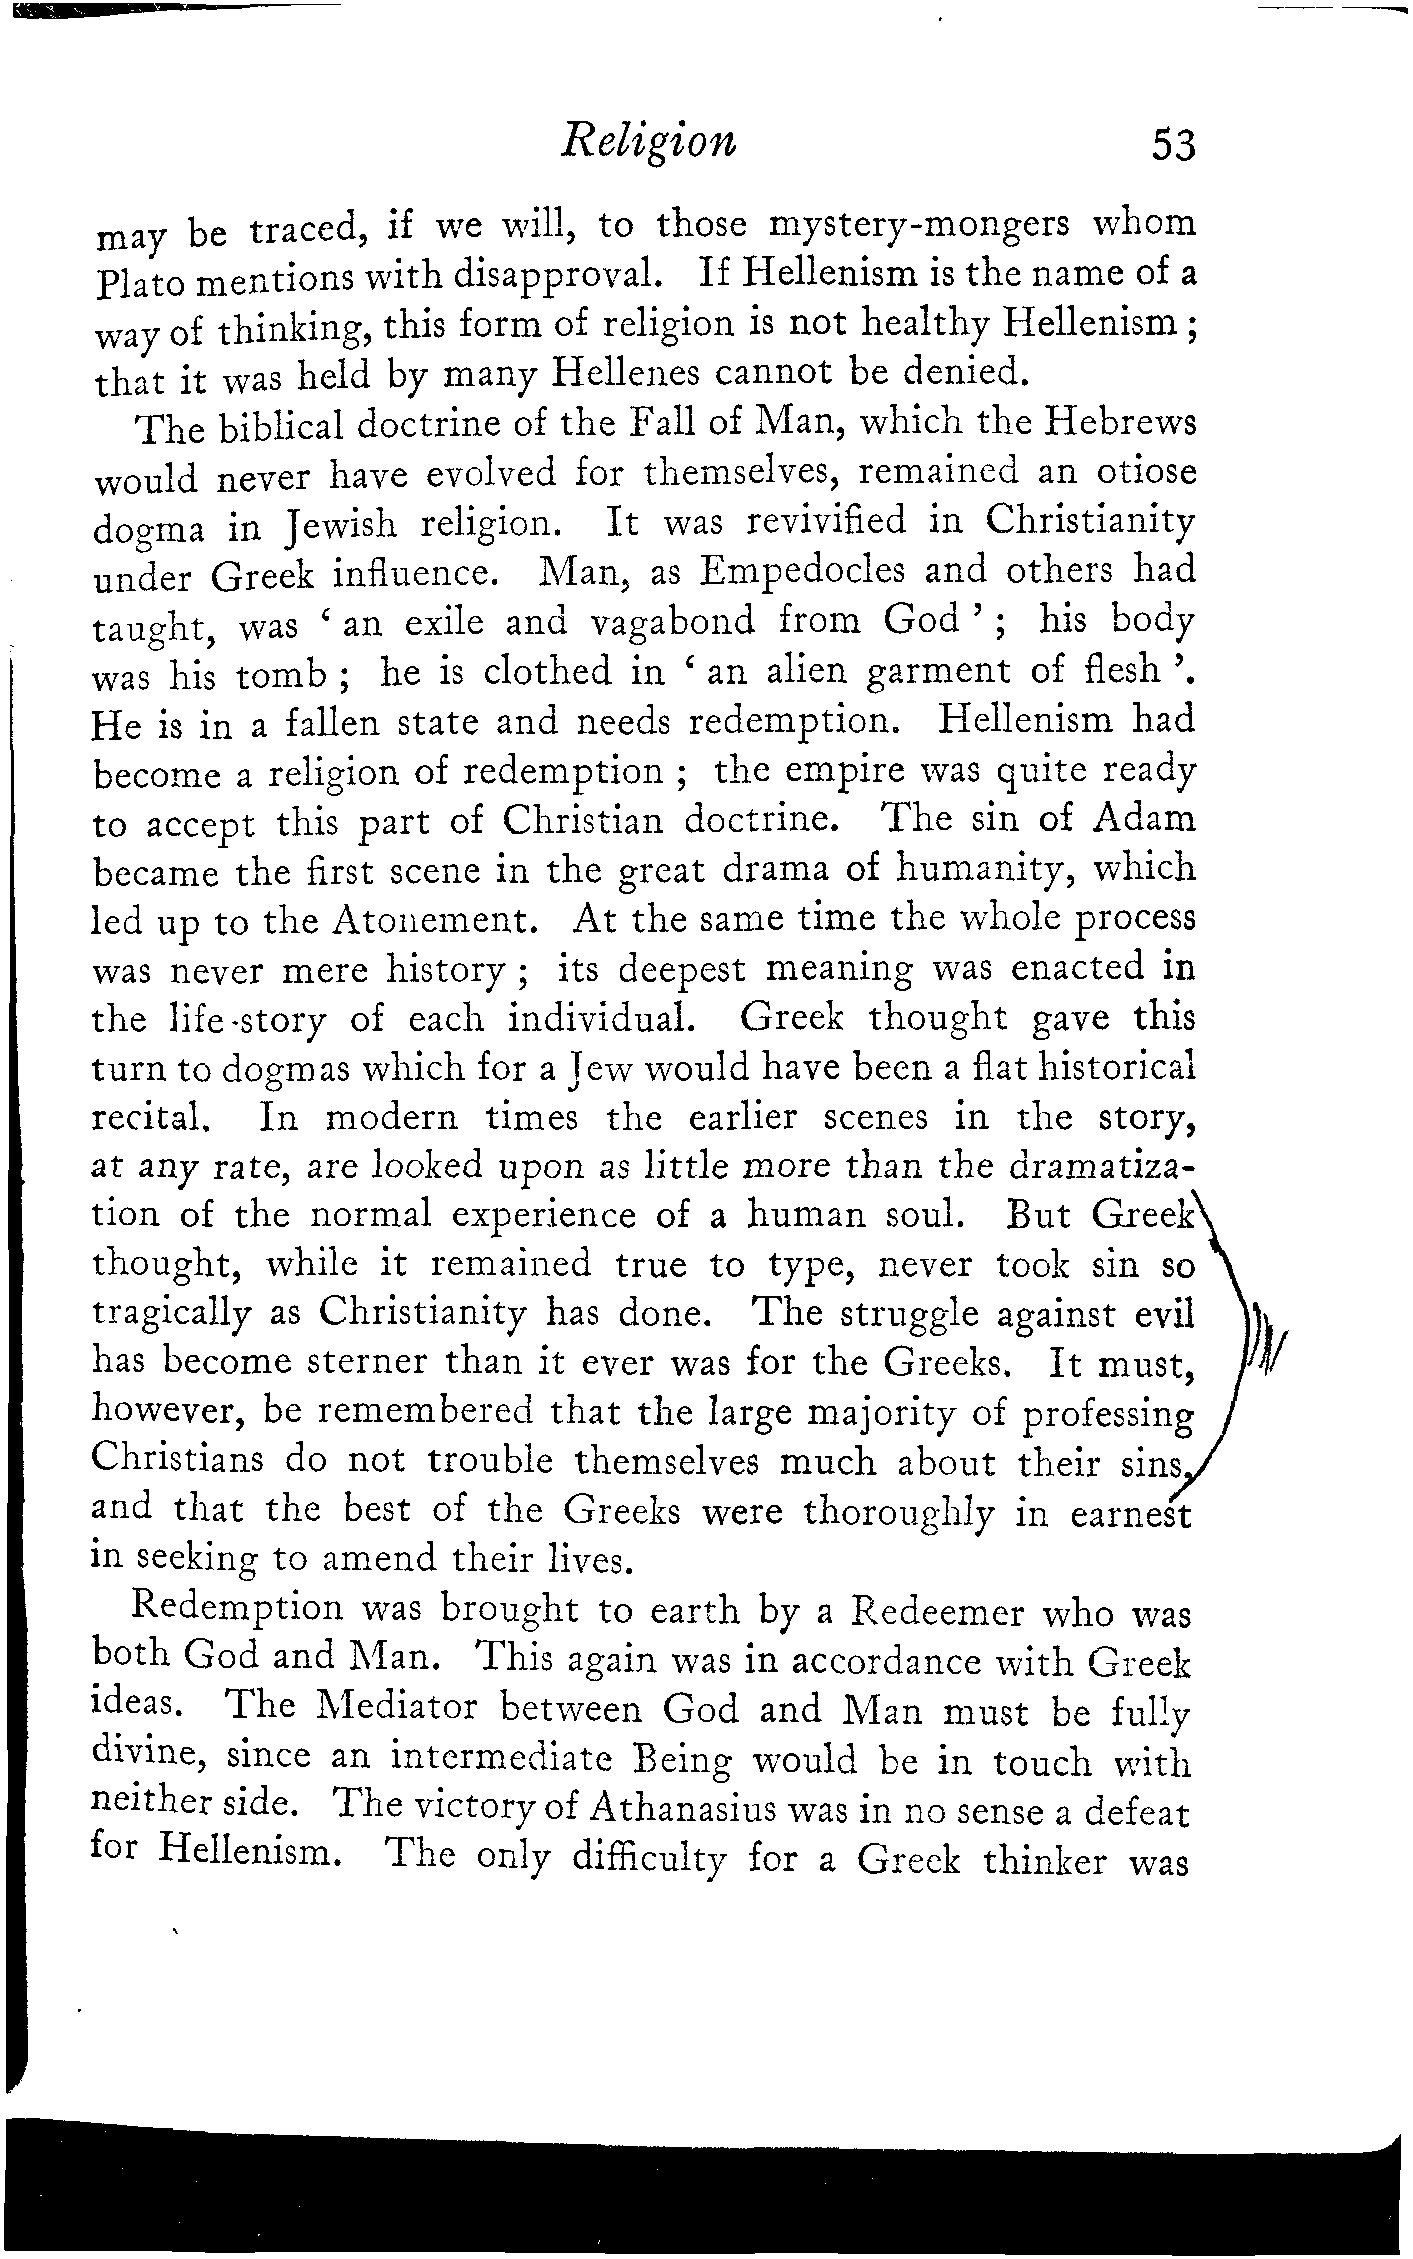 Religion 53
may be traced, if we will, to those mystery-mongers whom
Plato mentions with disapproval. If Hellenism is the name of a
way of thinking, this form of religion is not healthy Hellenism ;
that it was held by many Hellenes cannot be denied.
The biblical doctrine of the Fall of Man, which the Hebrews
would never have evolved for themselves, remained an otiose
dogma in Jewish religion. It was revivified in Christianity
under Greek influence. Man, as Empedocles and others had
taught, was ‘ an exile and vagabond from God ’ ; his body
was his tomb ; he is clothed in ‘ an alien garment of flesh ’.
He is in a fallen state and needs redemption. Hellenism had
become a religion of redemption ; the empire was quite ready
to accept this part of Christian doctrine. The sin of Adam
became the first scene in the great drama of humanity, which
led up to the Atonement. At the same time the whole process
was never mere history ; its deepest meaning was enacted in
the life-story of each individual. Greek thought gave this
turn to dogmas which for a Jew would have been a flat historical
recital. In modern times the earlier scenes in the story,
at any rate, are looked upon as little more than the dramatiza-
tion of the normal experience of a human soul. But Greek
thought, while it remained true to type, never took sin so
tragically as Christianity has done. The struggle against evil
has become sterner than it ever was for the Greeks. It must,
however, be remembered that the large majority of professing
Christians do not trouble themselves much about their sins,
and that the best of the Greeks were thoroughly in earnest
in seeking to amend their lives.
Redemption was brought to earth by a Redeemer who was
both God and Man. This again was in accordance with Greek
ideas. The Mediator between God and Man must be fully
divine, since an intermediate Being would be in touch with
neither side. The victory of Athanasius was in no sense a defeat
for Hellenism. The only difficulty for a Greek thinker was